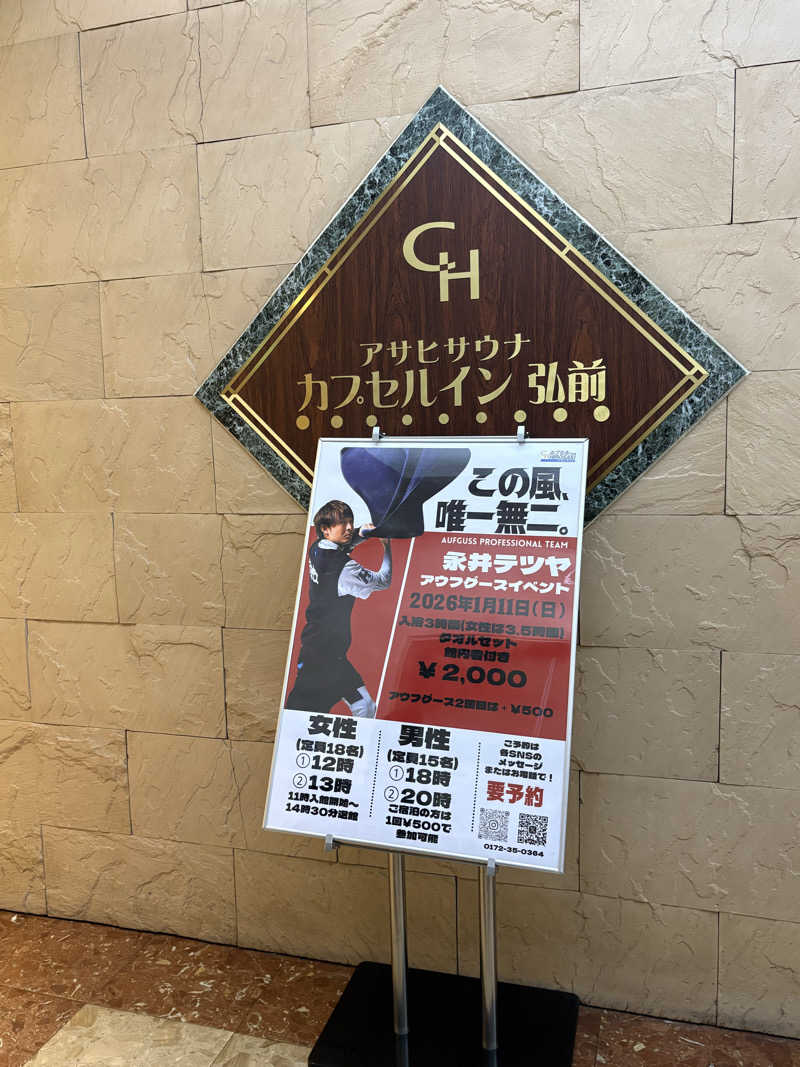 CH
アサヒサウナ
カプセルイン 弘前
この風、
唯一無二。
AUFGUSS PROFESSIONAL TEAM
永井テツヤ
アウフグースイベント
2026年1月11日(日)
入浴3時間(女性は3.5時間)
タオルセット
館内着付き
¥2,000
アウフグース2回目は+¥500
女性
(定員18名)
①12時
②13時
11時入館開始~
14時30分退館
男性
(定員15名)
①18時
②20時
ご宿泊の方は
1回¥500で
参加可能
ご予約は
各SNSの
メッセージ
またはお電話で!
要予約
0172-35-0364